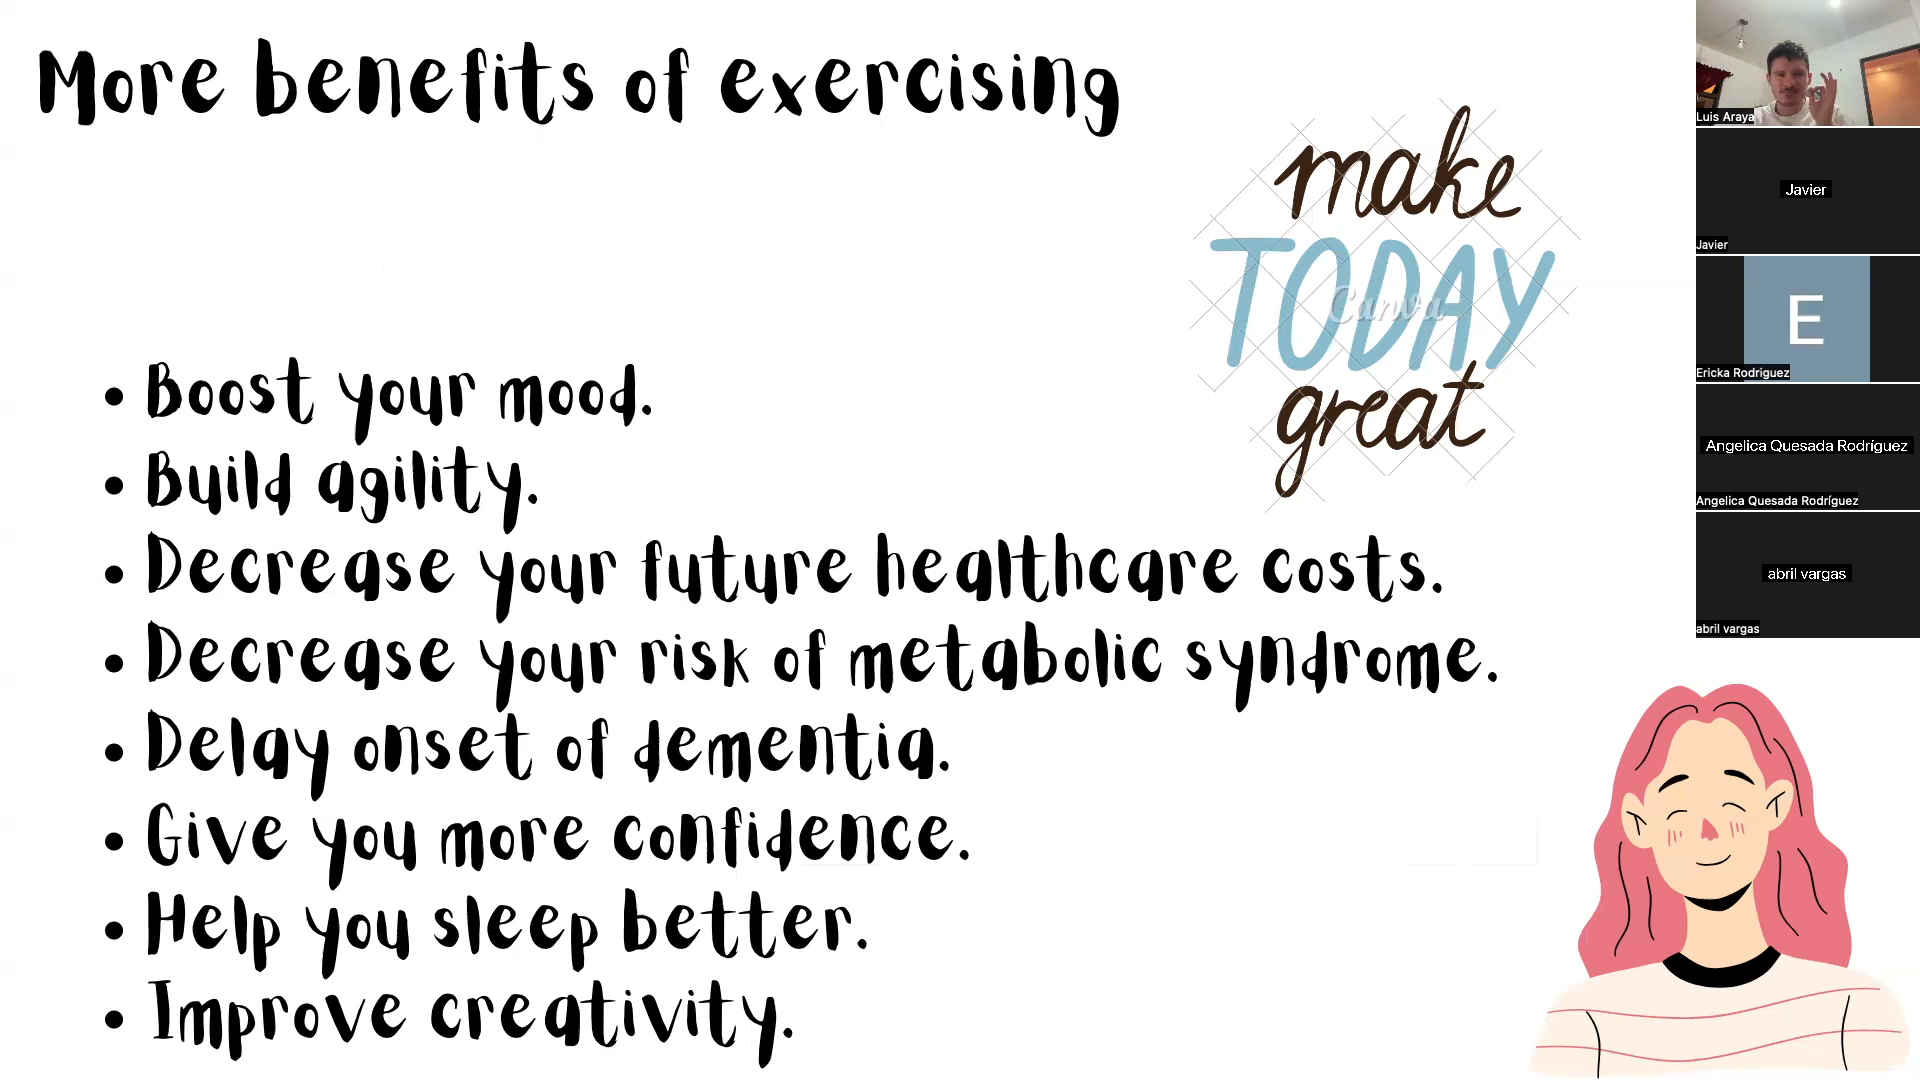 More benefits of exercising
make
TODAY
Canva
great
• Boost your mood.
• Build agility.
• Decrease your future healthcare costs.
• Decrease your risk of metabolic syndrome.
• Delay onset of dementia.
• Give you more confidence.
• Help you sleep better.
• Improve creativity.
Luis Araya
Javier
Javier
E
Ericka Rodriguez
Angelica Quesada Rodríguez
Angelica Quesada Rodríguez
abril vargas
abril vargas